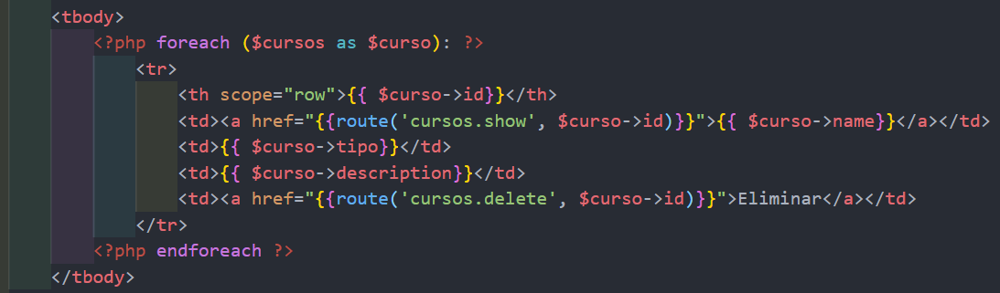 <tbody>
<?php foreach ($cursos as $curso): ?>
<tr>
<th scope="row">{{ $curso->id}}</th>
<td><a href="{{route('cursos.show', $curso->id)}}">{{ $curso->name}}</a></td>
<td>{{ $curso->tipo}}</td>
<td>{{ $curso->description}}</td>
<td><a href="{{route('cursos.delete', $curso->id)}}">Eliminar</a></td>
</tr>
<?php endforeach ?>
</tbody>